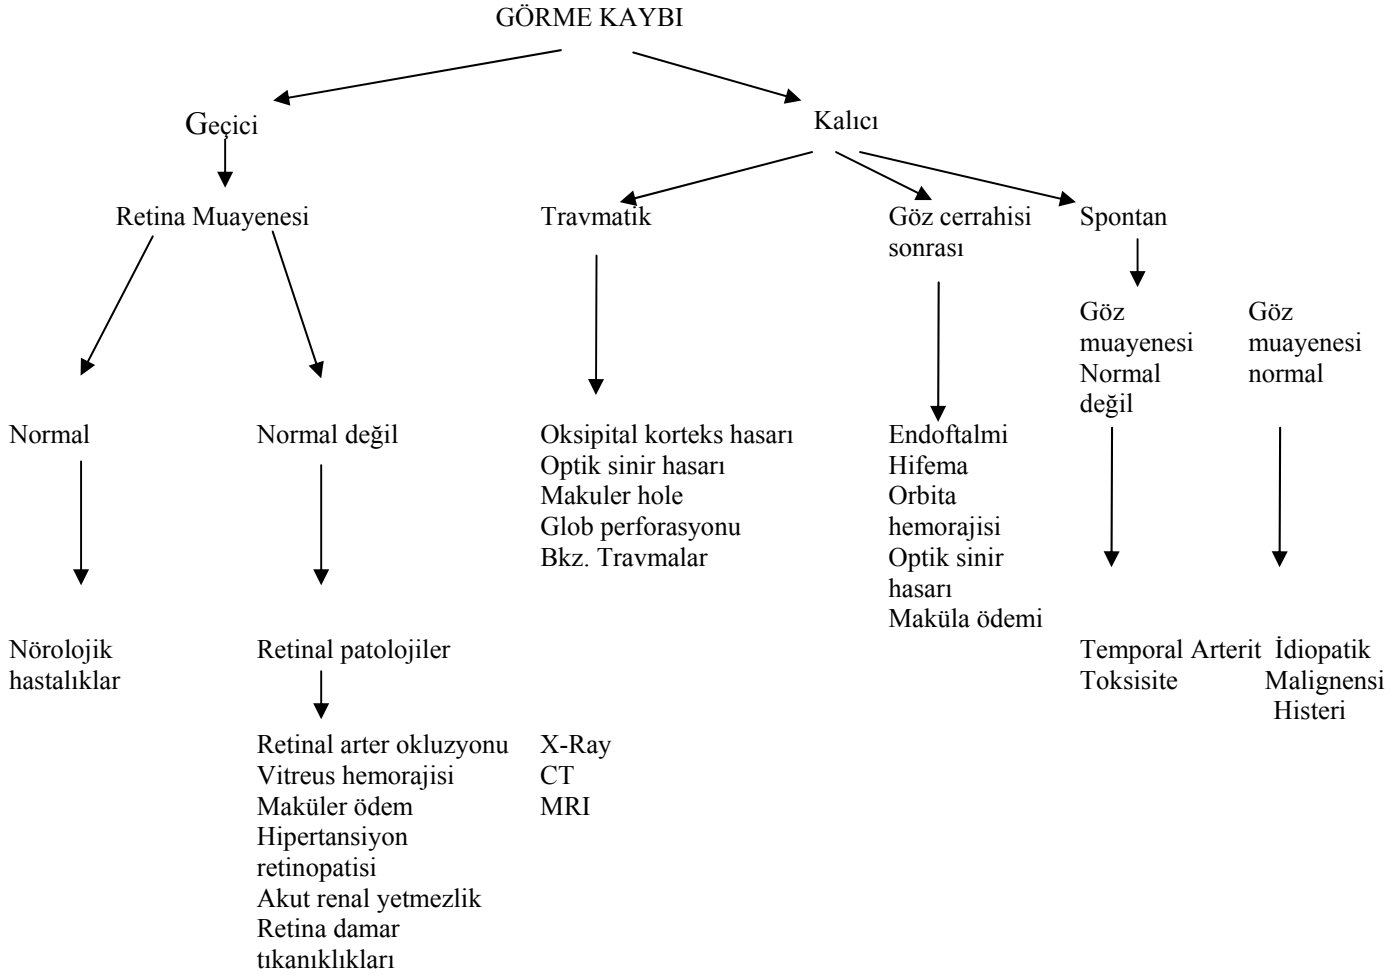 GÖRME KAYBI
Geçici
Kalıcı
Retina Muayenesi
Travmatik
Göz cerrahisi
sonrası
Spontan
Göz
muayenesi
Normal
değil
Göz
muayenesi
normal
Normal
Normal değil
Oksipital korteks hasarı
Optik sinir hasarı
Makuler hole
Glob perforasyonu
Bkz. Travmalar
Endoftalmi
Hifema
Orbita
hemorajisi
Optik sinir
hasarı
Maküla ödemi
Nörolojik
hastalıklar
Retinal patolojiler
Temporal Arterit
Toksisite
İdiopatik
Malignensi
Histeri
Retinal arter okluzyonu
Vitreus hemorajisi
Maküler ödem
Hipertansiyon
retinopatisi
Akut renal yetmezlik
Retina damar
tıkanıklıkları
X-Ray
CT
MRI